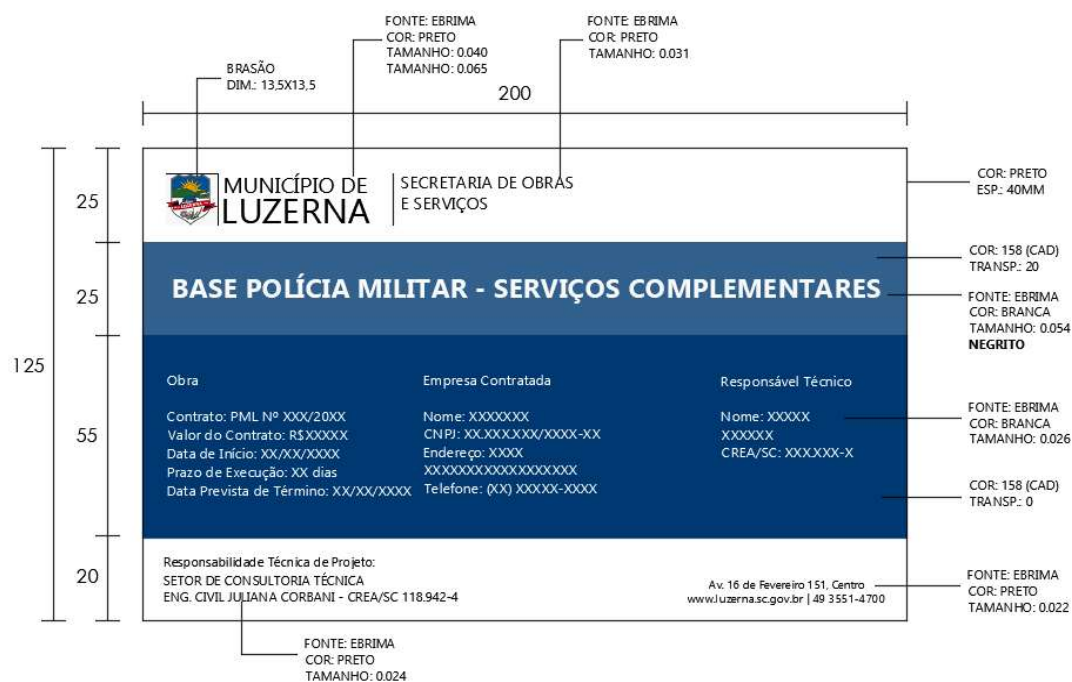 FONTE: EBRIMA
COR: PRETO
TAMANHO: 0.040
TAMANHO: 0.065
FONTE: EBRIMA
COR: PRETO
TAMANHO: 0.031
BRASÃO
DIM.: 13,5X13,5
200
125
25
25
55
20
MUNICÍPIO DE
LUZERNA
SECRETARIA DE OBRAS
E SERVIÇOS
COR: PRETO
ESP.: 40MM
COR: 158 (CAD)
TRANSP.: 20
BASE POLÍCIA MILITAR - SERVIÇOS COMPLEMENTARES
FONTE: EBRIMA
COR: BRANCA
TAMANHO: 0.054
NEGRITO
Obra
Contrato: PML Nº XXX/20XX
Valor do Contrato: R$XXXXX
Data de Início: XX/XX/XXXX
Prazo de Execução: XX dias
Data Prevista de Término: XX/XX/XXXX
Empresa Contratada
Nome: XXXXXXX
CNPJ: XX.XXX.XXX/XXXX-XX
Endereço: XXXX
XXXXXXXXXXXXXXXXXX
Telefone: (XX) XXXXX-XXXX
Responsável Técnico
Nome: XXXXX
XXXXXX
CREA/SC: XXX.XXX-X
FONTE: EBRIMA
COR: BRANCA
TAMANHO: 0.026
COR: 158 (CAD)
TRANSP.: 0
Responsabilidade Técnica de Projeto:
SETOR DE CONSULTORIA TÉCNICA
ENG. CIVIL JULIANA CORBANI - CREA/SC 118.942-4
Av. 16 de Fevereiro 151, Centro
www.luzerna.sc.gov.br | 49 3551-4700
FONTE: EBRIMA
COR: PRETO
TAMANHO: 0.022
FONTE: EBRIMA
COR: PRETO
TAMANHO: 0.024